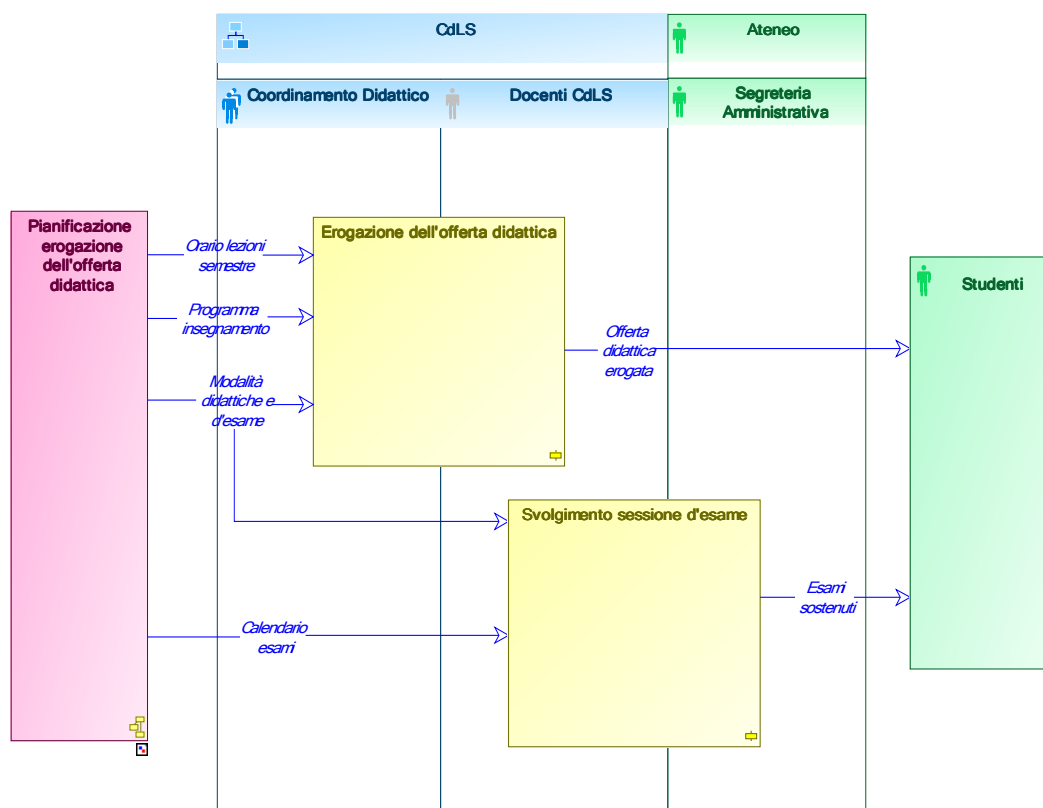 CdLS
Ateneo
Coordinamento Didattico
Docenti CdLS
Segreteria
Amministrativa
Pianificazione
erogazione
dell'offerta
didattica
Orario lezioni
semestre
Programma
insegnamento
Modalità
didattiche e
d'esame
Erogazione dell'offerta didattica
Offerta
didattica
erogata
Studenti
Svolgimento sessione d'esame
Calendario
esami
Esami
sostenuti